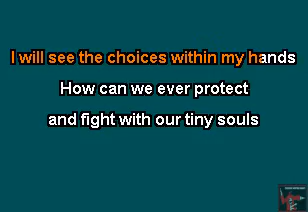 I will see the choices within my hands
How can we ever protect
and fight with our tiny souls